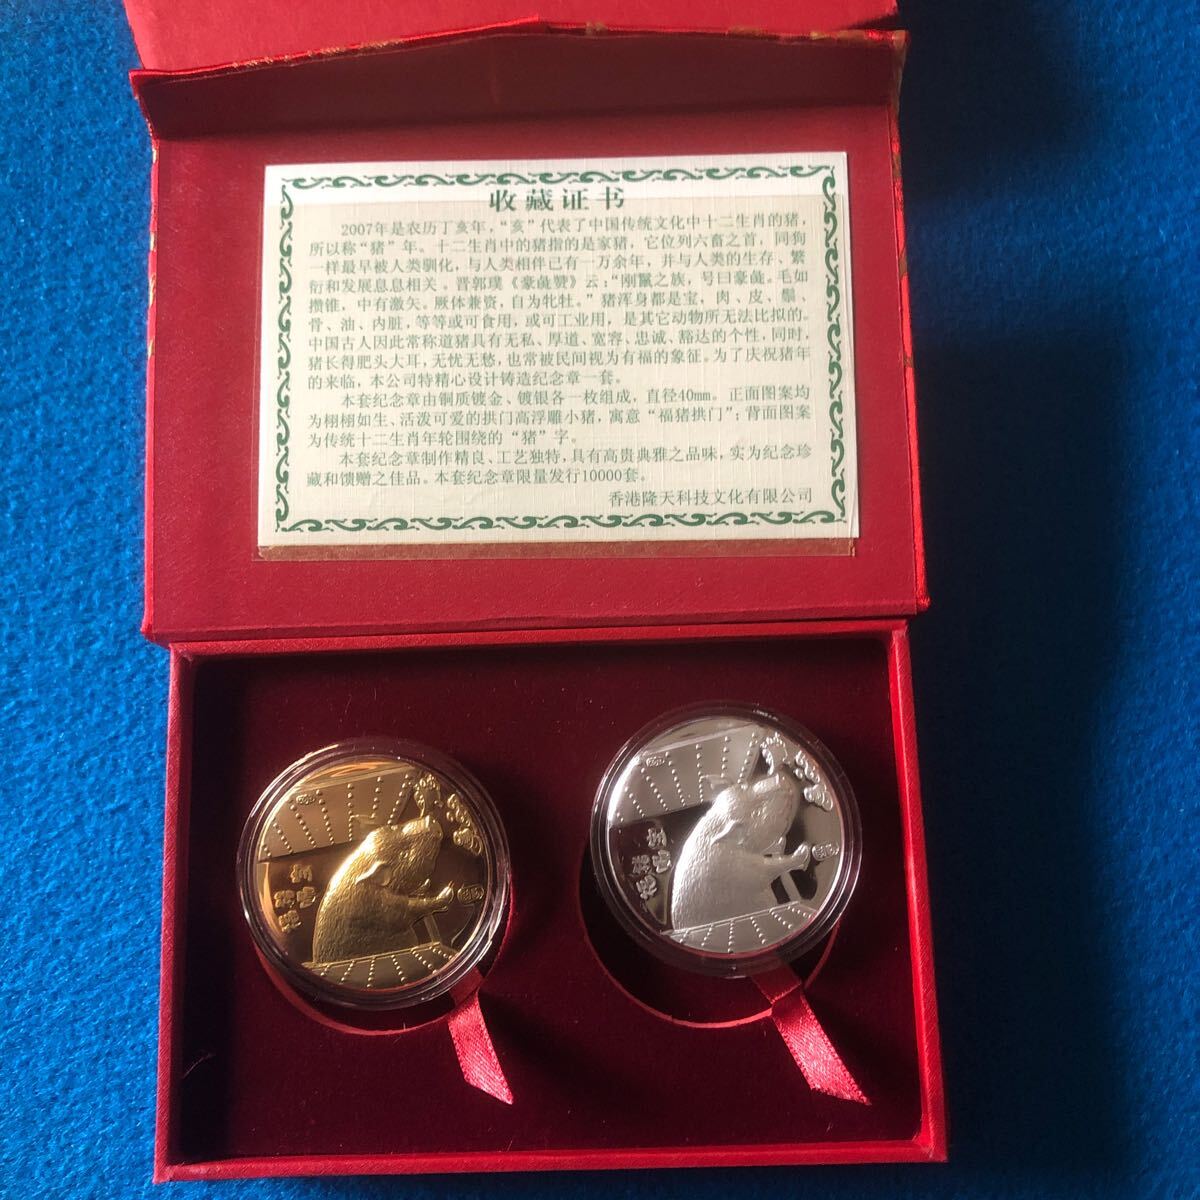 收藏证书
2007年是农历丁亥年，“亥”代表了中国传统文化中十二生肖的猪，
所以称“猪”年。十二生肖中的猪指的是家猪，它位列六畜之首，同狗
一样最早被人类驯化，与人类相伴已有一万余年，并与人类的生存、繁
衍和发展息息相关。晋郭璞《豪彘赞》云：“刚鬣之族，号曰豪彘。毛如
攒锥，中有激矢。厥体兼资，自为牝牡。”猪浑身都是宝，肉、皮、鬃、
骨、油、内脏，等等或可食用，或可工业用，是其它动物所无法比拟的。
中国古人因此常称道猪具有无私、厚道、宽容、忠诚、豁达的个性，同时，
猪长得肥头大耳，无忧无愁，也常被民间视为有福的象征。为了庆祝猪年
的来临，本公司特精心设计铸造纪念章一套。
本套纪念章由铜质镀金、镀银各一枚组成，直径40mm。正面图案均
为栩栩如生、活泼可爱的拱门高浮雕小猪，寓意“福猪拱门”；背面图案
为传统十二生肖年轮围绕的“猪”字。
本套纪念章制作精良、工艺独特，具有高贵典雅之品味，实为纪念珍
藏和馈赠之佳品。本套纪念章限量发行10000套。
香港隆天科技文化有限公司